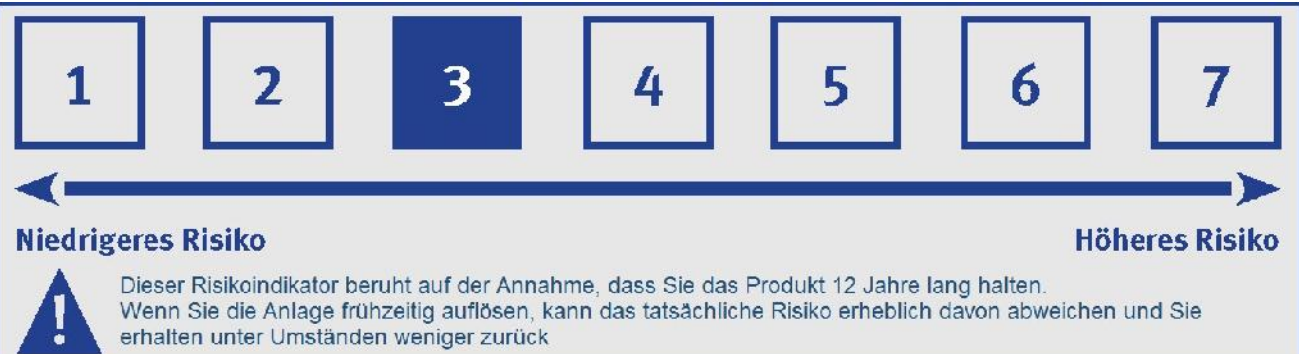 1 2 3 4 5 6 7
Niedrigeres Risiko Höheres Risiko
!
Dieser Risikoindikator beruht auf der Annahme, dass Sie das Produkt 12 Jahre lang halten.
Wenn Sie die Anlage frühzeitig auflösen, kann das tatsächliche Risiko erheblich davon abweichen und Sie
erhalten unter Umständen weniger zurück